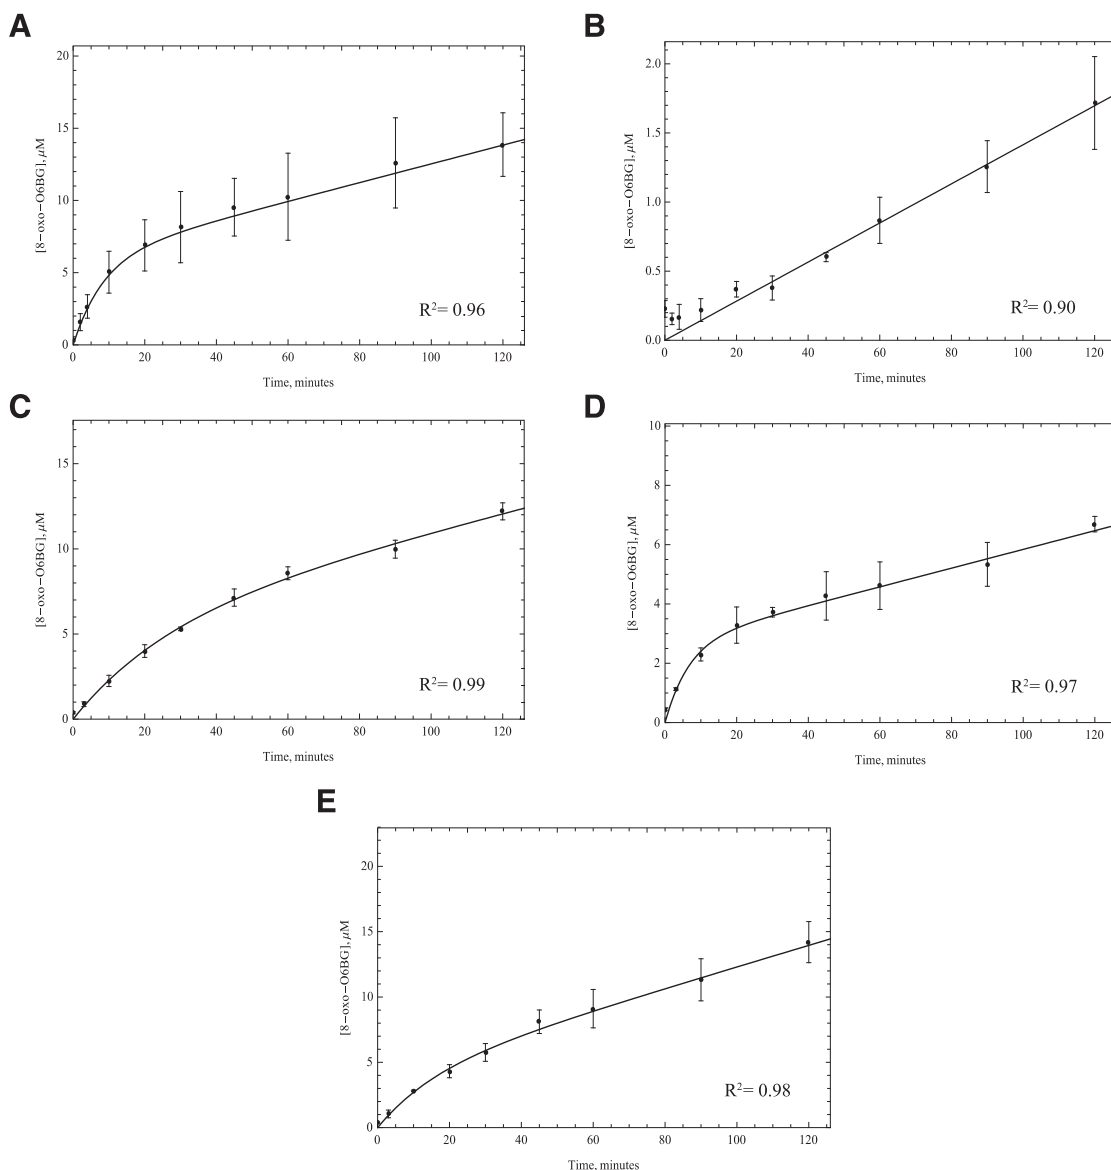 A
[8−oxo−O6BG], μM
20
15
10
5
0
R²= 0.96
0 20 40 60 80 100 120
Time, minutes
B
[8−oxo−O6BG], μM
2.0
1.5
1.0
0.5
0.0
R²= 0.90
0 20 40 60 80 100 120
Time, minutes
C
[8−oxo−O6BG], μM
15
10
5
0
R²= 0.99
0 20 40 60 80 100 120
Time, minutes
D
[8−oxo−O6BG], μM
10
8
6
4
2
0
R²= 0.97
0 20 40 60 80 100 120
Time, minutes
E
[8−oxo−O6BG], μM
20
15
10
5
0
R²= 0.98
0 20 40 60 80 100 120
Time, minutes